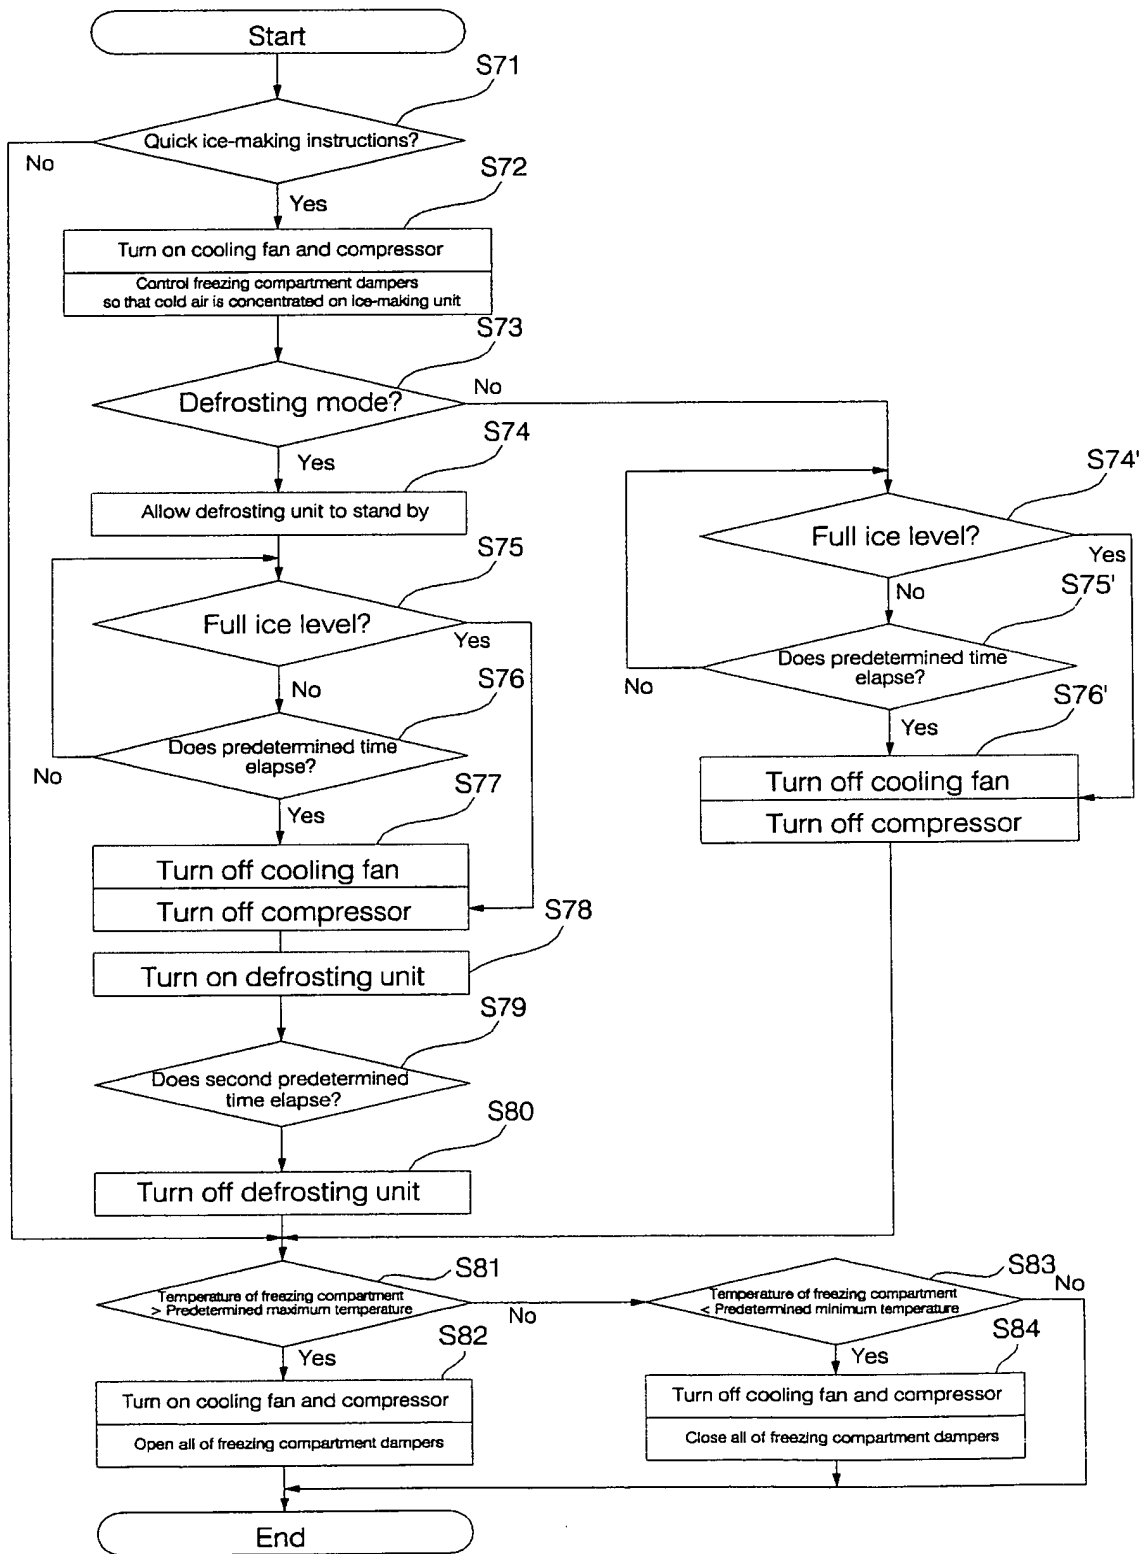 Start
S71
Quick ice-making instructions?
No
S72
Yes
Turn on cooling fan and compressor
Control freezing compartment dampers
so that cold air is concentrated on ice-making unit
S73
No
Defrosting mode?
S74
Yes
S74'
Allow defrosting unit to stand by
S75
Full ice level?
Yes
S75'
No
Full ice level?
Yes
S76
No
Does predetermined time
elapse?
No
S76'
Yes
Does predetermined time
elapse?
No
S77
Yes
Turn off cooling fan
Turn off compressor
Turn off cooling fan
Turn off compressor
S78
Turn on defrosting unit
S79
Does second predetermined
time elapse?
S80
Turn off defrosting unit
S81
Temperature of freezing compartment
> Predetermined maximum temperature
No
S83
No
Temperature of freezing compartment
< Predetermined minimum temperature
S82
Yes
S84
Yes
Turn on cooling fan and compressor
Open all of freezing compartment dampers
Turn off cooling fan and compressor
Close all of freezing compartment dampers
End